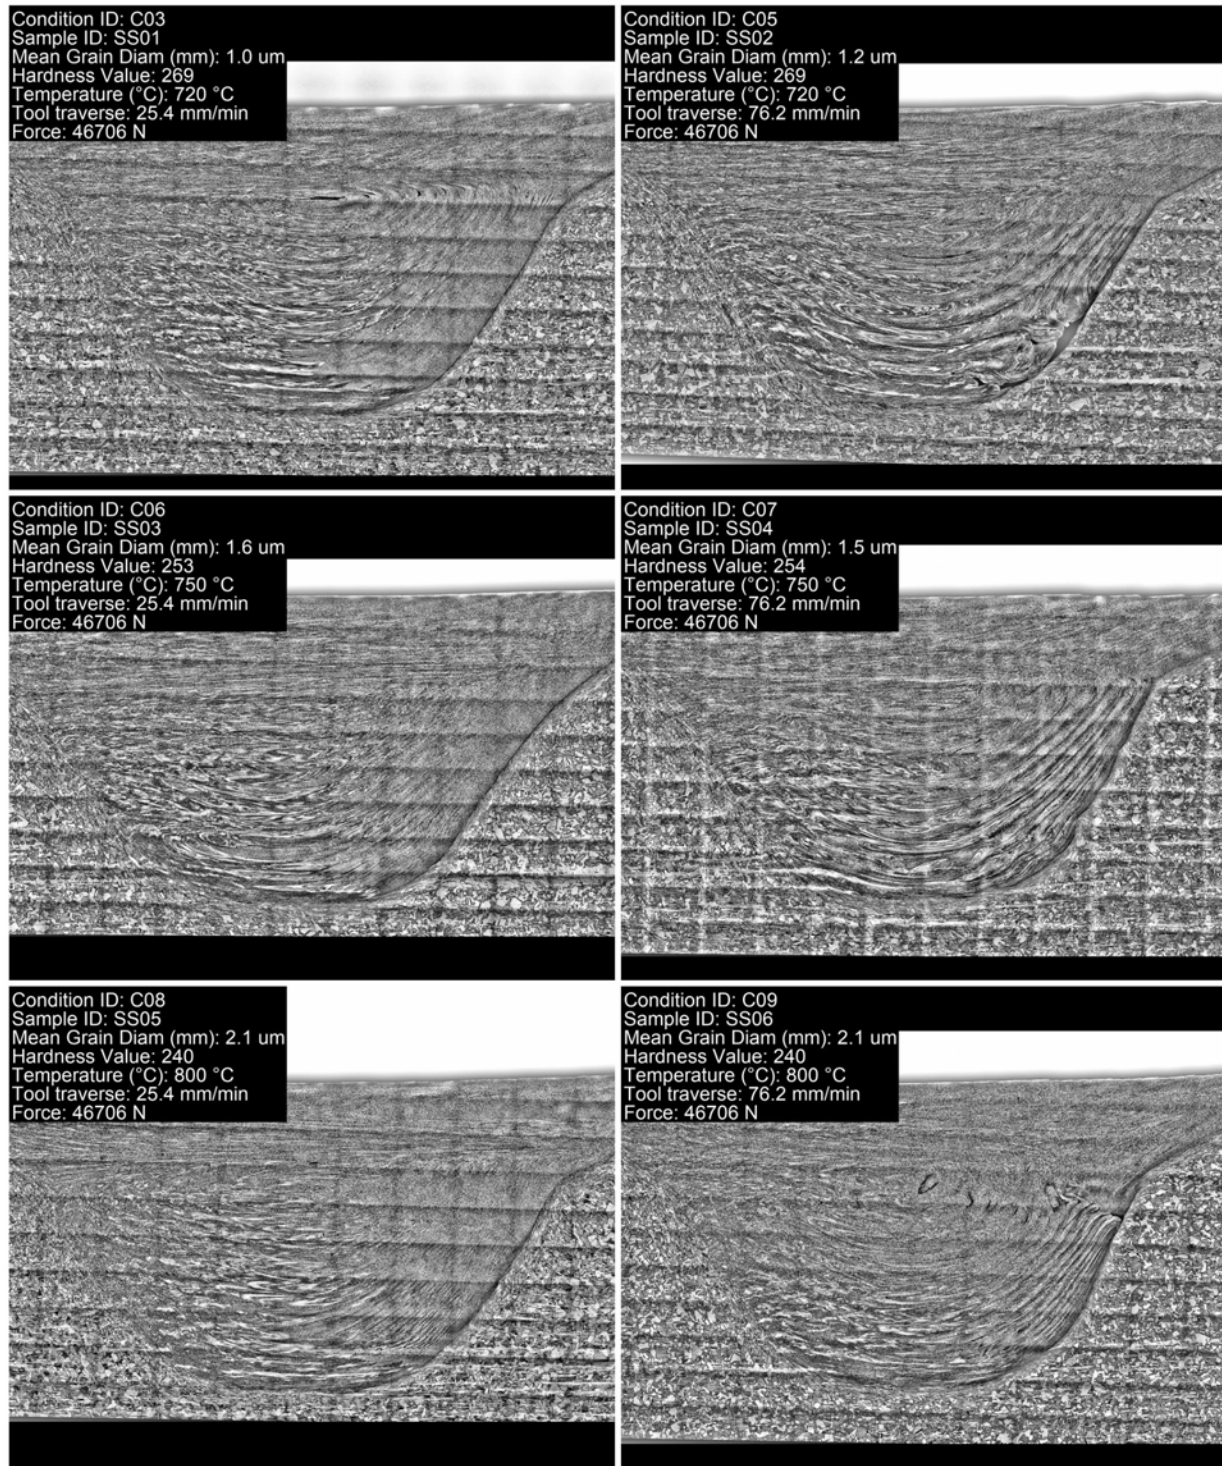 Condition ID: C03
Sample ID: SS01
Mean Grain Diam (mm): 1.0 um
Hardness Value: 269
Temperature (°C): 720 °C
Tool traverse: 25.4 mm/min
Force: 46706 N
Condition ID: C05
Sample ID: SS02
Mean Grain Diam (mm): 1.2 um
Hardness Value: 269
Temperature (°C): 720 °C
Tool traverse: 76.2 mm/min
Force: 46706 N
Condition ID: C06
Sample ID: SS03
Mean Grain Diam (mm): 1.6 um
Hardness Value: 253
Temperature (°C): 750 °C
Tool traverse: 25.4 mm/min
Force: 46706 N
Condition ID: C07
Sample ID: SS04
Mean Grain Diam (mm): 1.5 um
Hardness Value: 254
Temperature (°C): 750 °C
Tool traverse: 76.2 mm/min
Force: 46706 N
Condition ID: C08
Sample ID: SS05
Mean Grain Diam (mm): 2.1 um
Hardness Value: 240
Temperature (°C): 800 °C
Tool traverse: 25.4 mm/min
Force: 46706 N
Condition ID: C09
Sample ID: SS06
Mean Grain Diam (mm): 2.1 um
Hardness Value: 240
Temperature (°C): 800 °C
Tool traverse: 76.2 mm/min
Force: 46706 N